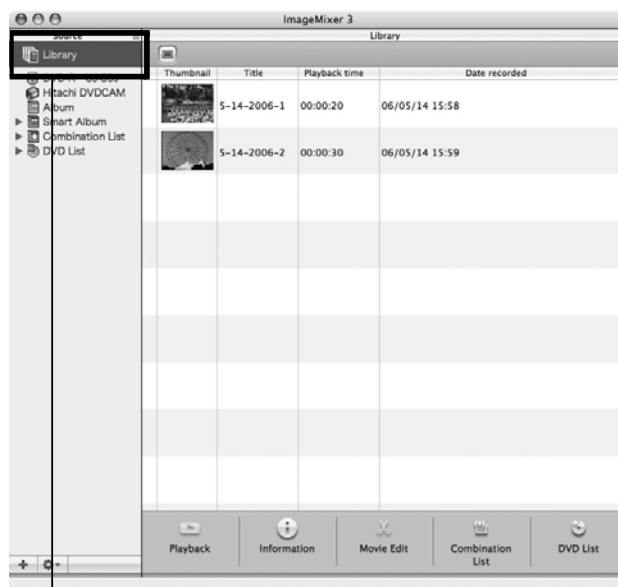 ImageMixer 3
Source
Library
Library
Thumbnail Title Playback time Date recorded
Hitachi DVDCAM
Album
Smart Album
Combination List
DVD List
5-14-2006-1 00:00:20 06/05/14 15:58
5-14-2006-2 00:00:30 06/05/14 15:59
Playback
Information
Movie Edit
Combination
List
DVD List